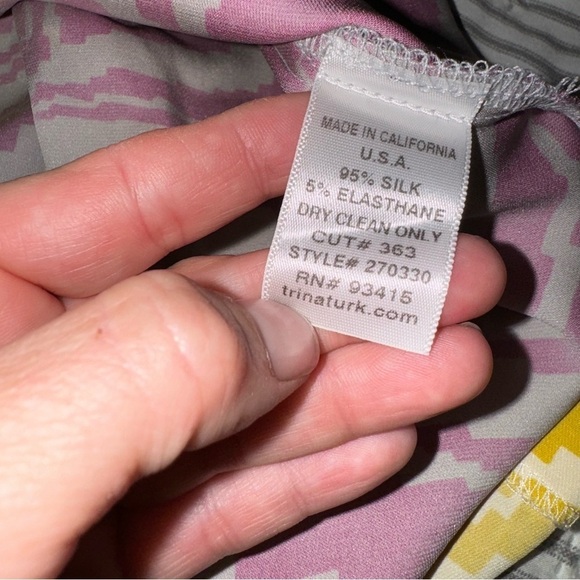 MADE IN CALIFORNIA
U.S.A.
95% SILK
5% ELASTHANE
DRY CLEAN ONLY
CUT# 363
STYLE# 270330
RN# 93415
trinaturk.com